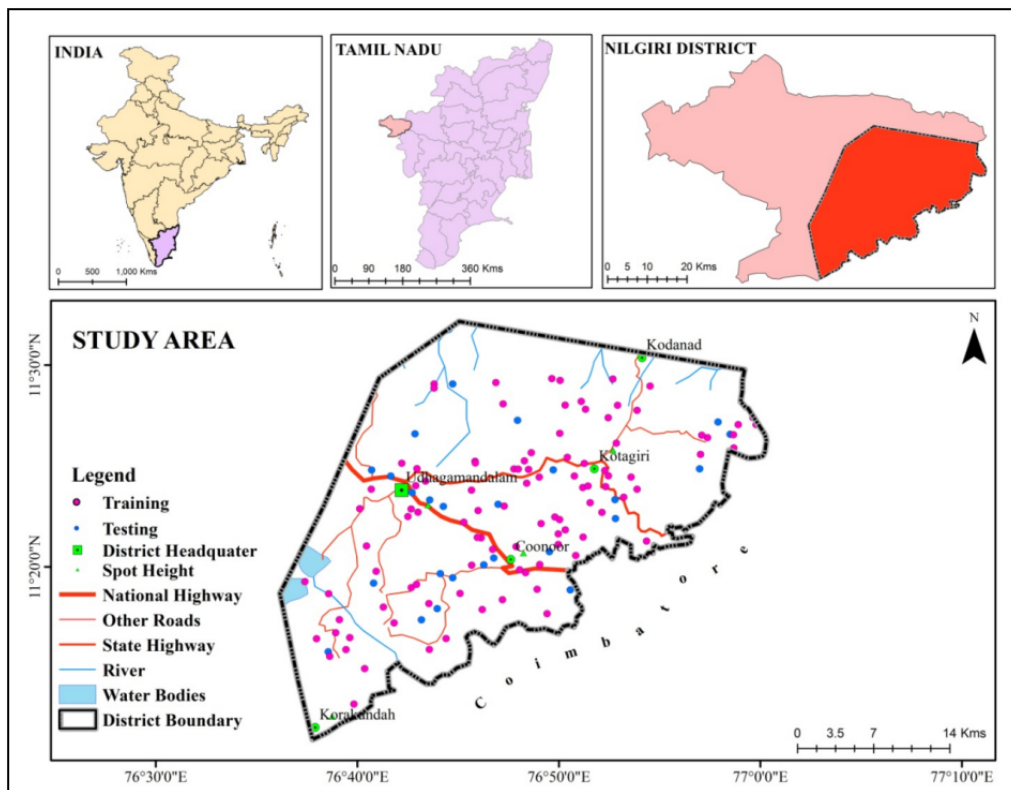 INDIA
0 500 1,000 Kms
TAMIL NADU
0 90 180 360 Kms
NILGIRI DISTRICT
0 5 10 20 Kms
STUDY AREA
N
11°30'0"N
11°20'0"N
Kodanad
Kotagiri
Udhagamandalam
Coonoor
Korakundah
Coimbatore
Legend
Training
Testing
District Headquater
Spot Height
National Highway
Other Roads
State Highway
River
Water Bodies
District Boundary
0 3.5 7 14 Kms
76°30'0"E 76°40'0"E 76°50'0"E 77°0'0"E 77°10'0"E